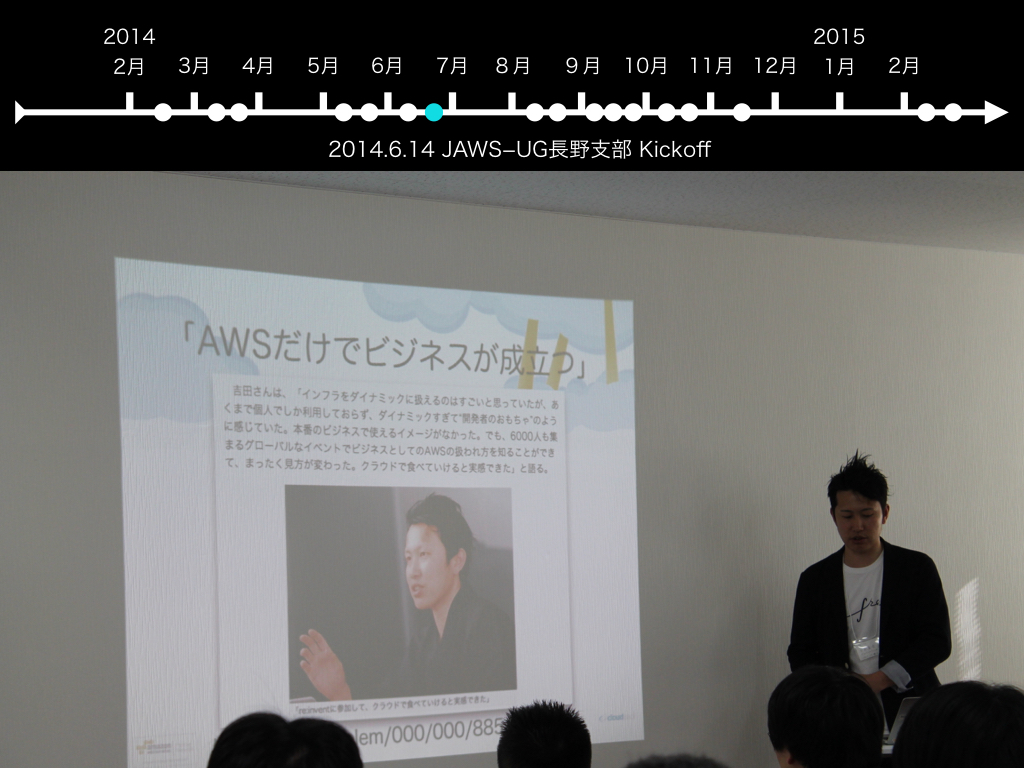 2014
2015
2月 3月 4月 5月 6月 7月 8月 9月 10月 11月 12月 1月 2月
2014.6.14 JAWS–UG長野支部 Kickoff
「AWSだけでビジネスが成立つ」
吉田さんは、「インフラをダイナミックに扱えるのはすごいと思っていたが、あ
くまで個人でしか利用しておらず、ダイナミックすぎて"開発者のおもちゃ"のよう
に感じていた。本番のビジネスで使えるイメージがなかった。でも、6000人も集
まるグローバルなイベントでビジネスとしてのAWSの扱われ方を知ることができ
て、まったく見方が変わった。クラウドで食べていけると実感できた」と語る。
「re:inventに参加して、クラウドで食べていけると実感できた」
lem/000/000/885